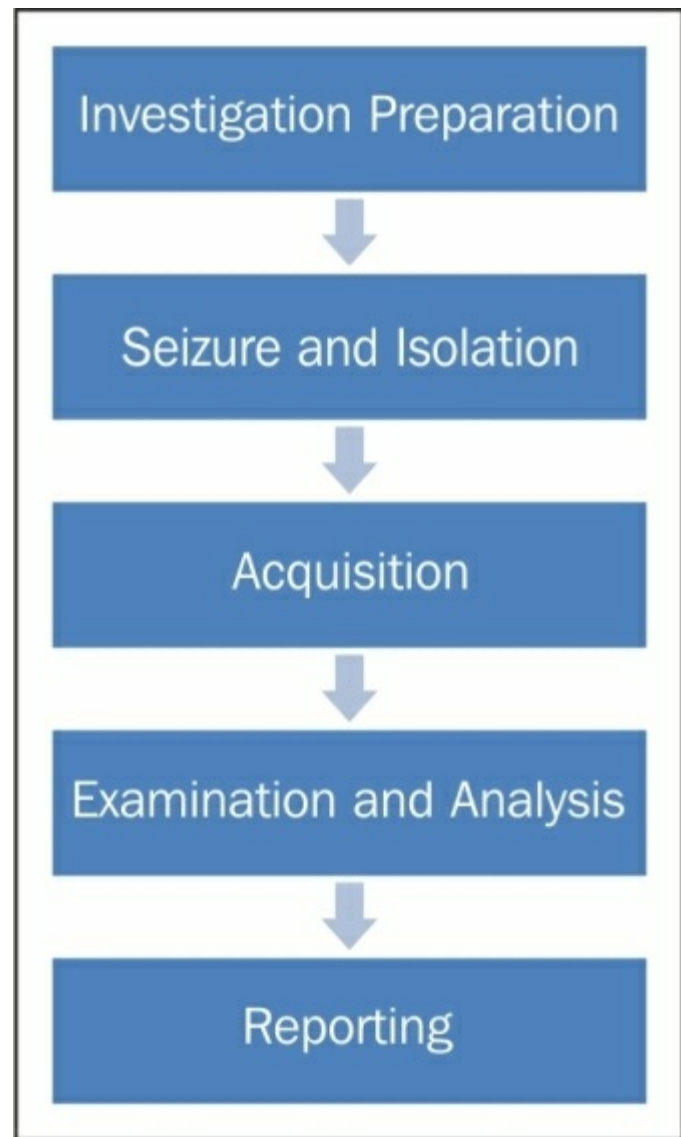 Investigation Preparation
Seizure and Isolation
Acquisition
Examination and Analysis
Reporting